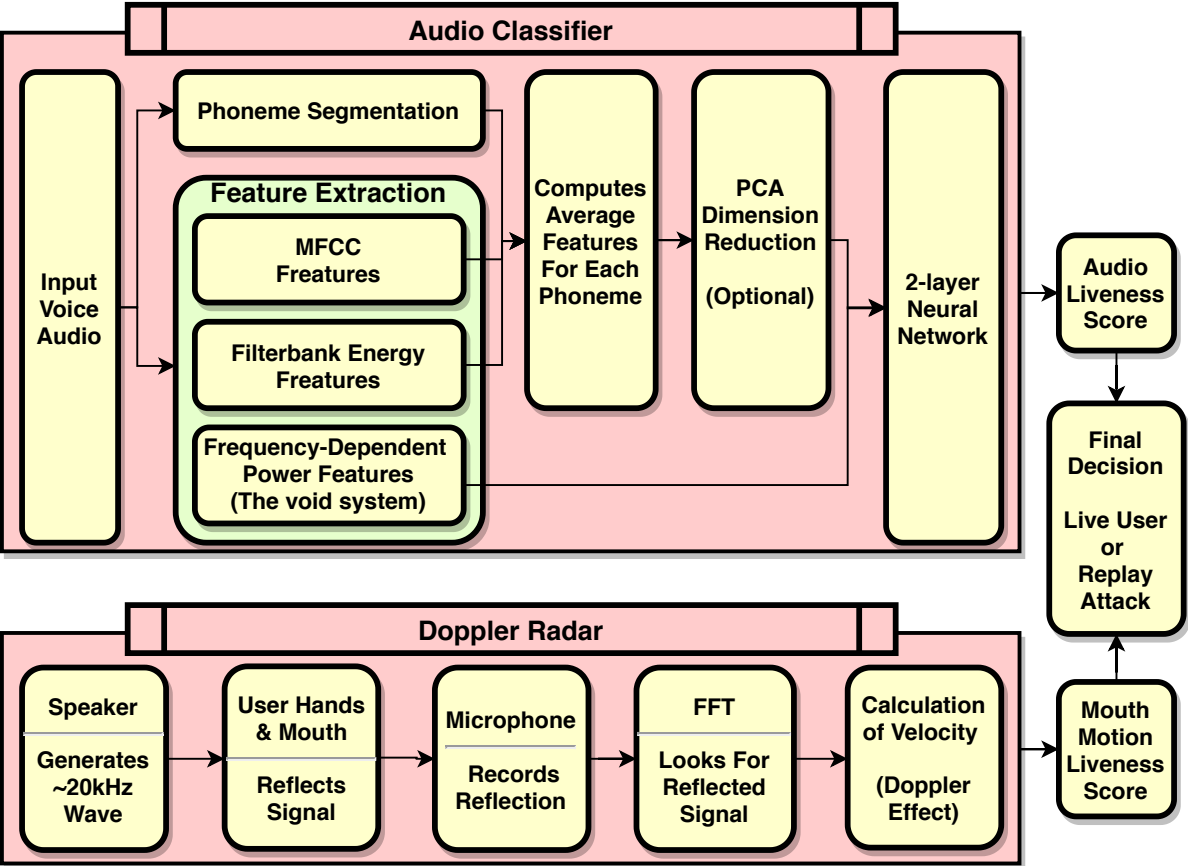 Audio Classifier
Input
Voice
Audio
Phoneme Segmentation
Feature Extraction
MFCC
Freatures
Filterbank Energy
Freatures
Frequency-Dependent
Power Features
(The void system)
Computes
Average
Features
For Each
Phoneme
PCA
Dimension
Reduction
(Optional)
2-layer
Neural
Network
Audio
Liveness
Score
Final
Decision
Live User
or
Replay
Attack
Doppler Radar
Speaker
Generates
~20kHz
Wave
User Hands
& Mouth
Reflects
Signal
Microphone
Records
Reflection
FFT
Looks For
Reflected
Signal
Calculation
of Velocity
(Doppler
Effect)
Mouth
Motion
Liveness
Score